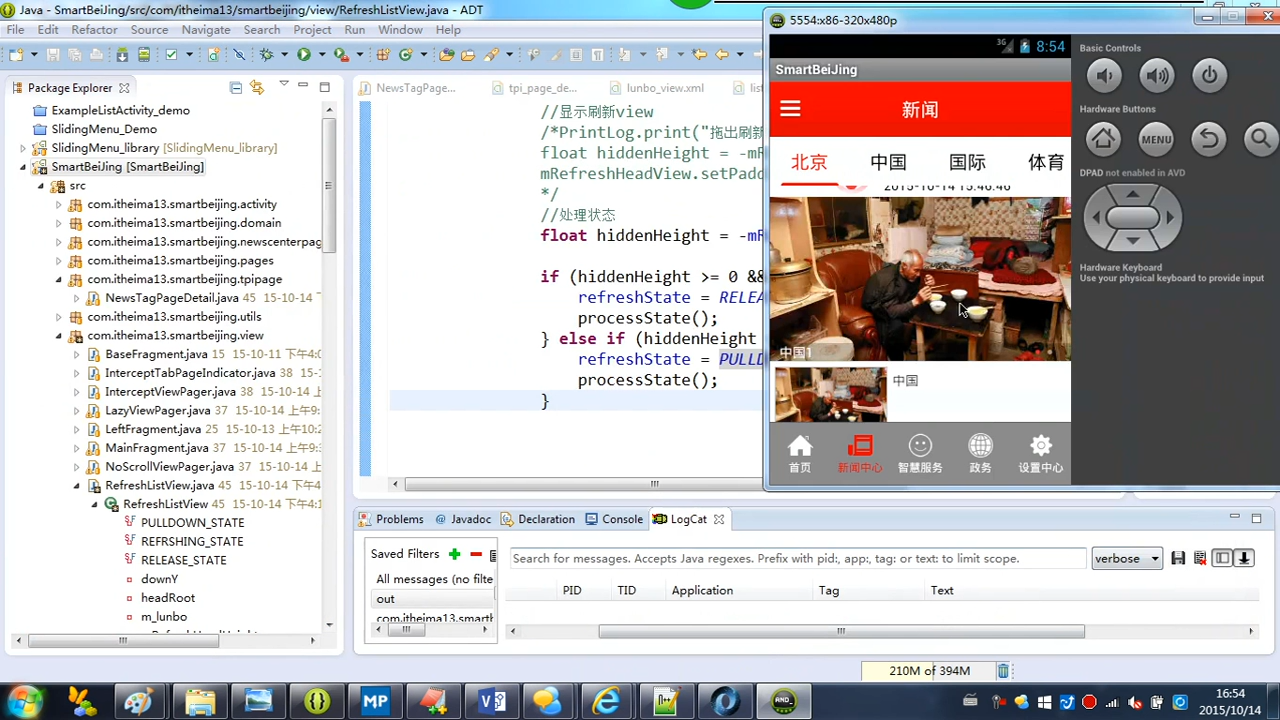 Java - SmartBeijing/src/com/itheima13/smartbeijing/view/RefreshListView.java - ADT
File Edit Refactor Source Navigate Search Project Run Window Help
Package Explorer
ExampleListActivity_demo
SlidingMenu_Demo
SlidingMenu_library [SlidingMenu_library]
SmartBeiJing [SmartBeiJing]
src
com.itheima13.smartbeijing.activity
com.itheima13.smartbeijing.domain
com.itheima13.smartbeijing.newscenterpag
com.itheima13.smartbeijing.pages
com.itheima13.smartbeijing.tpipage
NewsTagPageDetail.java 45 15-10-14
com.itheima13.smartbeijing.utils
com.itheima13.smartbeijing.view
BaseFragment.java 15 15-10-11 下午4:0
InterceptTabPageIndicator.java 38 15-
InterceptViewPager.java 38 15-10-14
LazyViewPager.java 37 15-10-14 上午9:
LeftFragment.java 27 15-10-13 上午10:2
MainFragment.java 37 15-10-14 上午9:3
NoScrollViewPager.java 37 15-10-14
RefreshListView.java 45 15-10-14 下午
RefreshListView 45 15-10-14 下午4:1
PULLDOWN_STATE
REFRSHING_STATE
RELEASE_STATE
downY
headRoot
m_lunbo
NewsTagPage...
tpi_page_de...
lunbo_view.xml
//显示刷新view
/*PrintLog.print("拖出刷新
float hiddenHeight = -mR
mRefreshHeadView.setPadd
*/
//处理状态
float hiddenHeight = -mR
if (hiddenHeight >= 0 &&
refreshState = RELEA
processState();
} else if (hiddenHeight
refreshState = PULLD
processState();
}
5554:x86-320x480p
3G 8:54
SmartBeiJing
新闻
北京 中国 国际 体育
2015-10-14 15:46:46
中国1
中国
首页 新闻中心 智慧服务 政务 设置中心
Basic Controls
Hardware Buttons
MENU
DPAD not enabled in AVD
Hardware Keyboard
Use your physical keyboard to provide input
Problems Javadoc Declaration Console LogCat
Saved Filters
All messages (no filte
out
com.itheima13.smartb
Search for messages. Accepts Java regexes. Prefix with pid:, app:, tag: or text: to limit scope.
verbose
PID TID Application Tag Text
210M of 394M
MP
16:54
2015/10/14